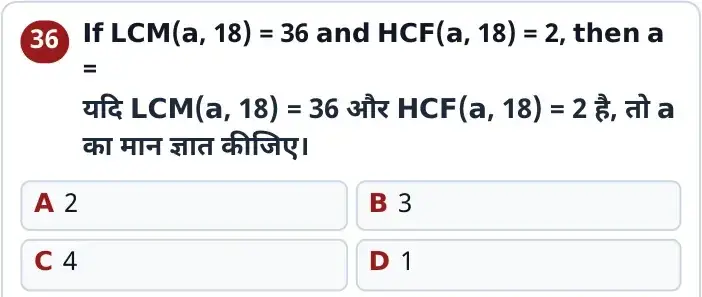 36 If LCM(a, 18) = 36 and HCF(a, 18) = 2, then a
=
यदि LCM(a, 18) = 36 और HCF(a, 18) = 2 है, तो a
का मान ज्ञात कीजिए।
A 2
B 3
C 4
D 1